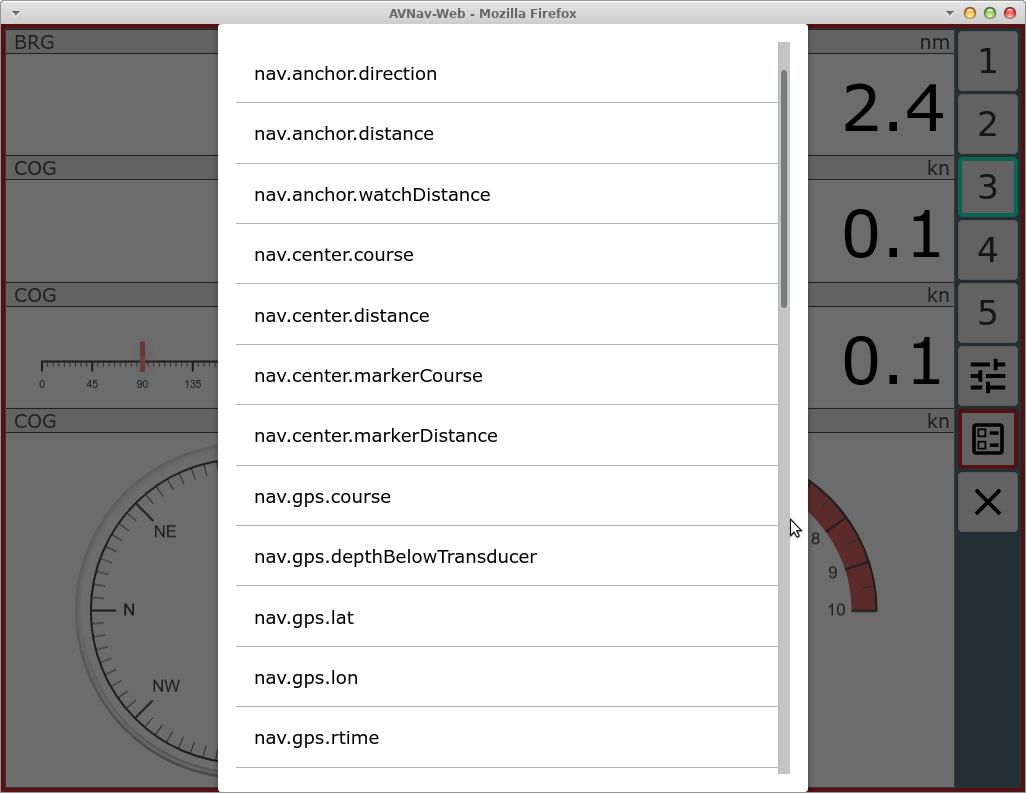 AVNav-Web - Mozilla Firefox
BRG
nm
2.4
COG
kn
0.1
COG
kn
0.1
0 45 90 135
COG
kn
NE
N
NW
8
9
10
nav.anchor.direction
nav.anchor.distance
nav.anchor.watchDistance
nav.center.course
nav.center.distance
nav.center.markerCourse
nav.center.markerDistance
nav.gps.course
nav.gps.depthBelowTransducer
nav.gps.lat
nav.gps.lon
nav.gps.rtime
1
2
3
4
5